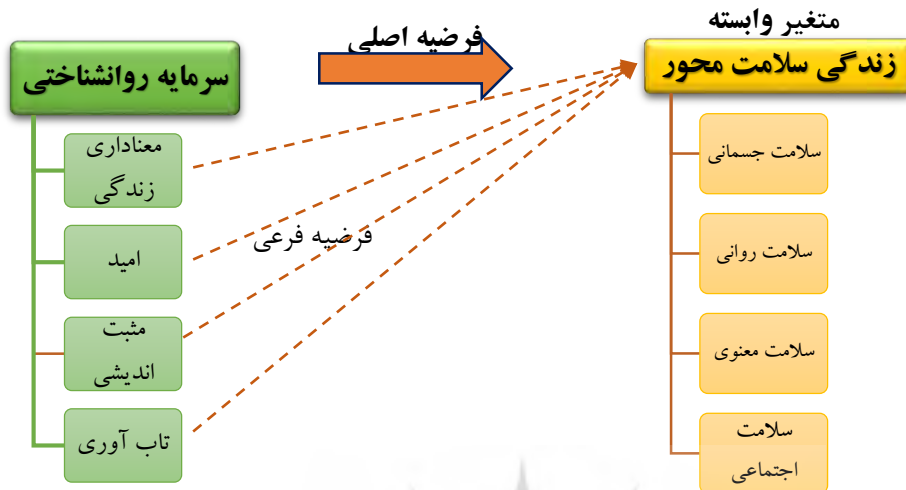 متغیر وابسته
فرضیه اصلی
زندگی سلامت محور
سرمایه روانشناختی
معناداری
زندگی
سلامت جسمانی
فرضیه فرعی
امید
سلامت روانی
مثبت
اندیشی
سلامت معنوی
تاب آوری
سلامت
اجتماعی